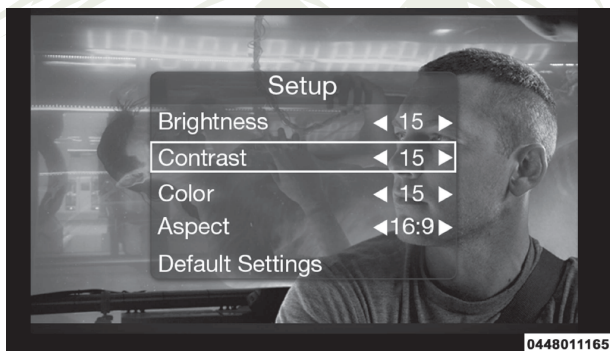 Setup
Brightness ◀ 15 ▶
Contrast ◀ 15 ▶
Color ◀ 15 ▶
Aspect ◀16:9▶
Default Settings
0448011165